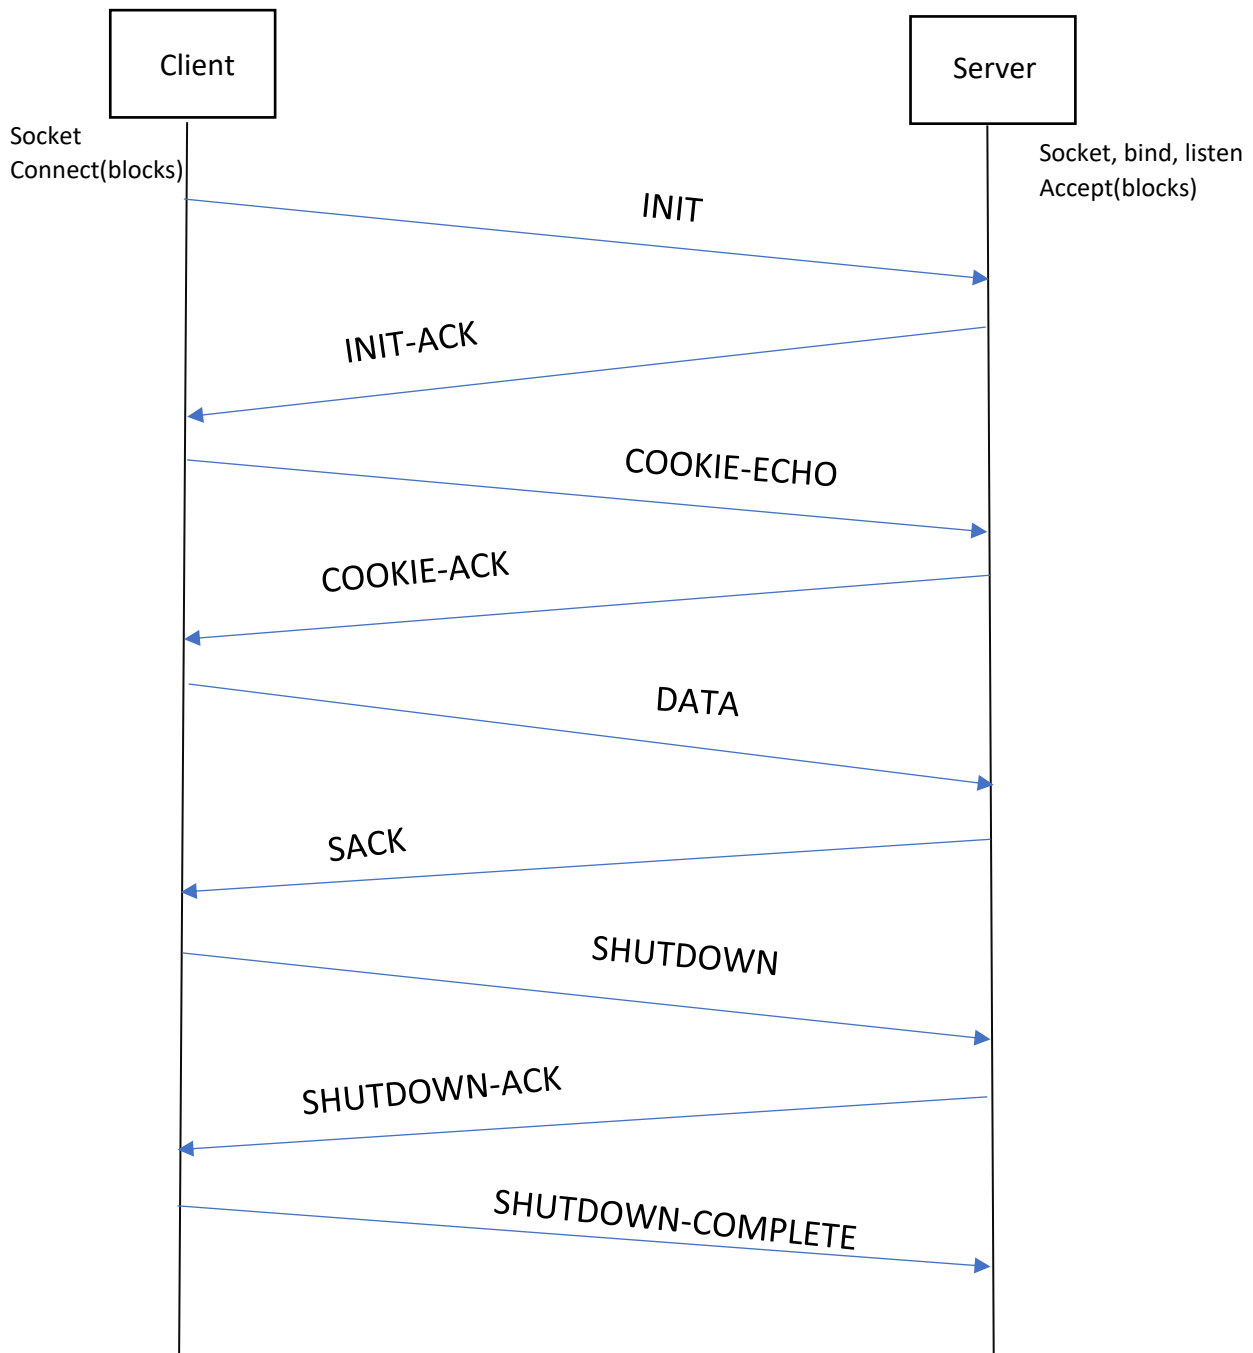 Client
Server
Socket
Connect(blocks)
Socket, bind, listen
Accept(blocks)
INIT
INIT-ACK
COOKIE-ECHO
COOKIE-ACK
DATA
SACK
SHUTDOWN
SHUTDOWN-ACK
SHUTDOWN-COMPLETE